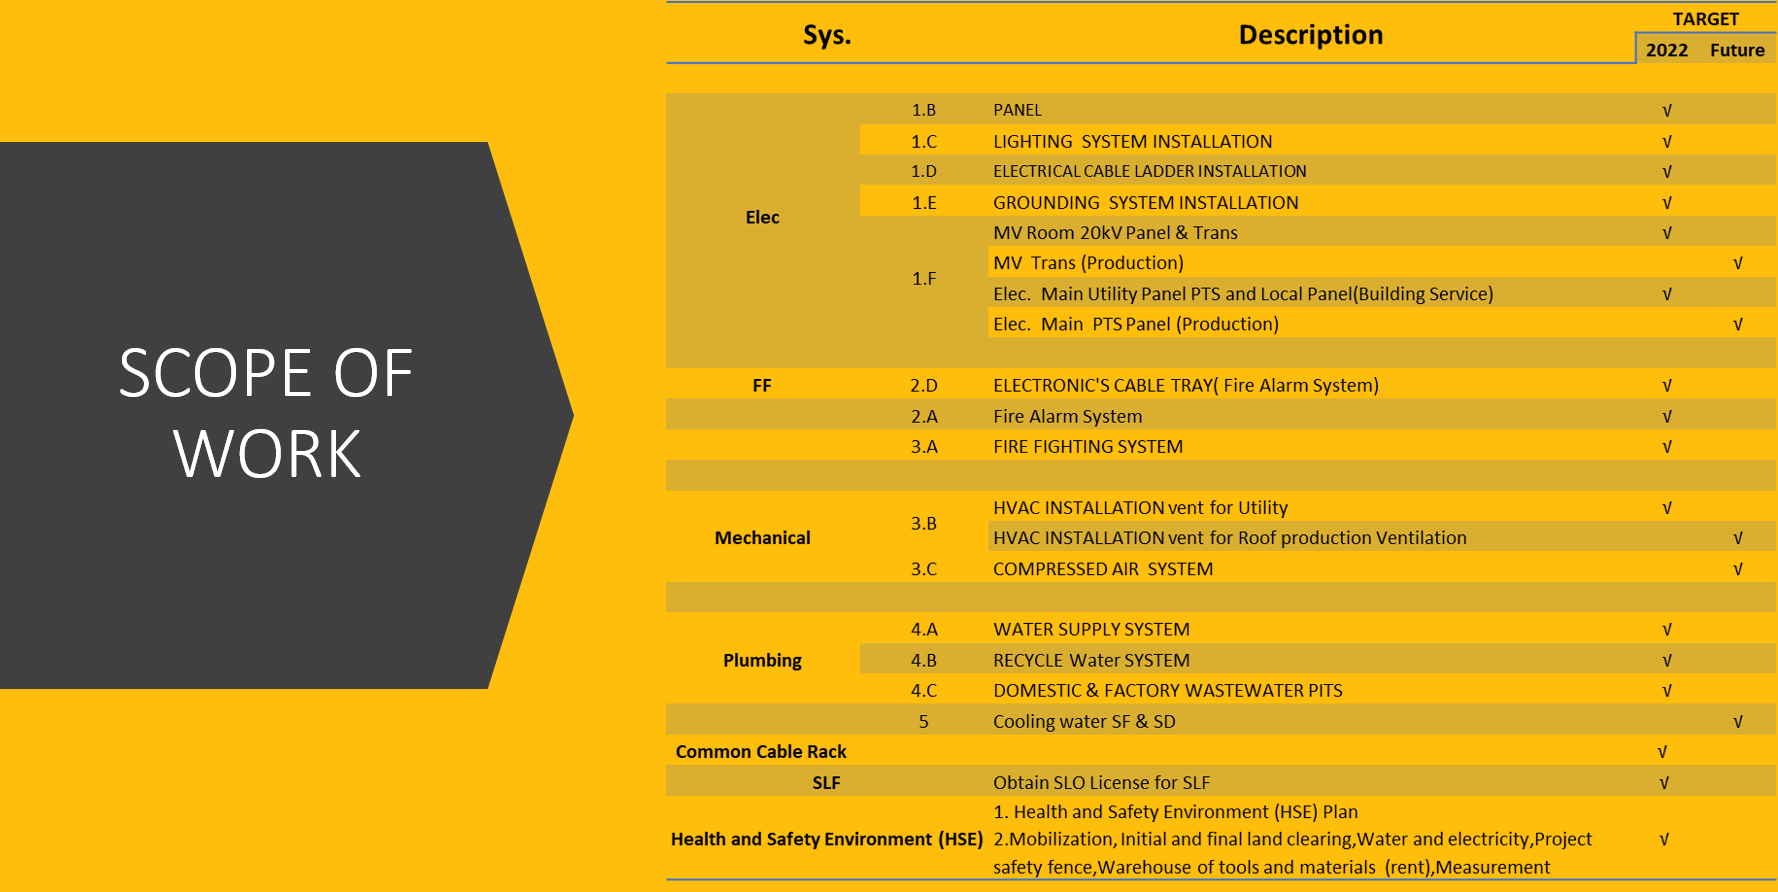 SCOPE OF
WORK
Sys. Description TARGET
2022 Future
1.B PANEL √
1.C LIGHTING SYSTEM INSTALLATION √
1.D ELECTRICAL CABLE LADDER INSTALLATION √
1.E GROUNDING SYSTEM INSTALLATION √
Elec
MV Room 20kV Panel & Trans √
MV Trans (Production) √
1.F
Elec. Main Utility Panel PTS and Local Panel(Building Service) √
Elec. Main PTS Panel (Production) √
FF 2.D ELECTRONIC'S CABLE TRAY( Fire Alarm System) √
2.A Fire Alarm System √
3.A FIRE FIGHTING SYSTEM √
HVAC INSTALLATION vent for Utility √
3.B
Mechanical HVAC INSTALLATION vent for Roof production Ventilation √
3.C COMPRESSED AIR SYSTEM √
4.A WATER SUPPLY SYSTEM √
Plumbing 4.B RECYCLE Water SYSTEM √
4.C DOMESTIC & FACTORY WASTEWATER PITS √
5 Cooling water SF & SD √
Common Cable Rack √
SLF Obtain SLO License for SLF √
1. Health and Safety Environment (HSE) Plan
Health and Safety Environment (HSE) 2.Mobilization, Initial and final land clearing,Water and electricity,Project √
safety fence,Warehouse of tools and materials (rent),Measurement